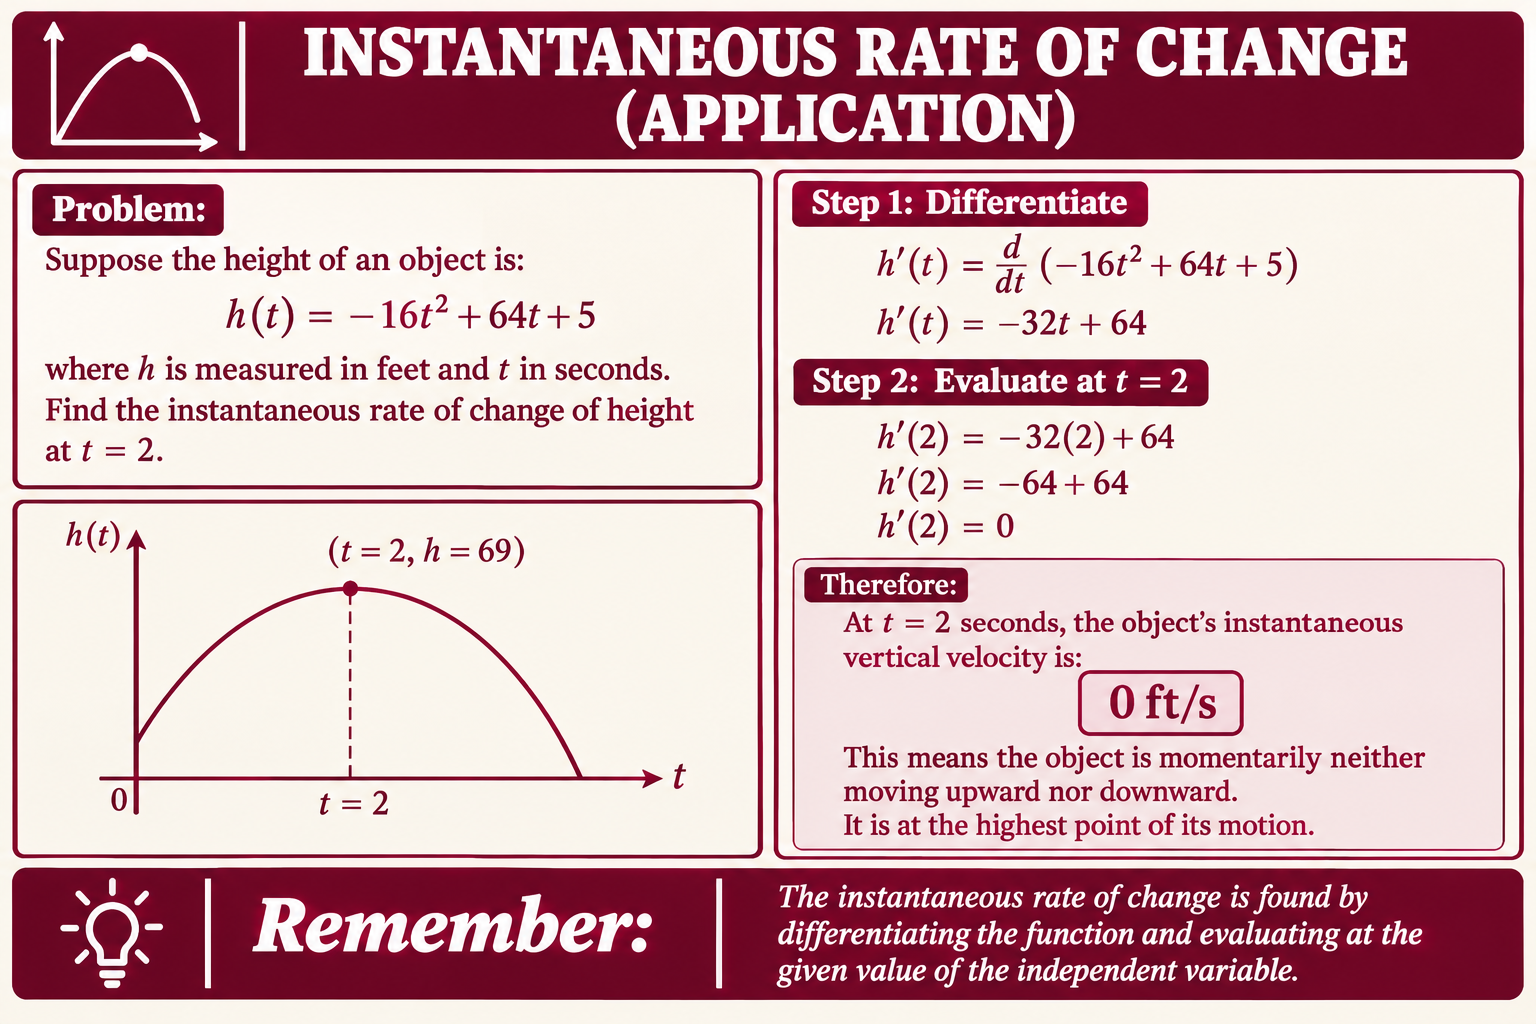 INSTANTANEOUS RATE OF CHANGE
(APPLICATION)
Problem:
Suppose the height of an object is:
h(t) = −16t² + 64t + 5
where h is measured in feet and t in seconds.
Find the instantaneous rate of change of height
at t = 2.
h(t)
(t = 2, h = 69)
0
t = 2
t
Step 1: Differentiate
h′(t) = d/dt (−16t² + 64t + 5)
h′(t) = −32t + 64
Step 2: Evaluate at t = 2
h′(2) = −32(2) + 64
h′(2) = −64 + 64
h′(2) = 0
Therefore:
At t = 2 seconds, the object’s instantaneous
vertical velocity is:
0 ft/s
This means the object is momentarily neither
moving upward nor downward.
It is at the highest point of its motion.
Remember:
The instantaneous rate of change is found by
differentiating the function and evaluating at the
given value of the independent variable.